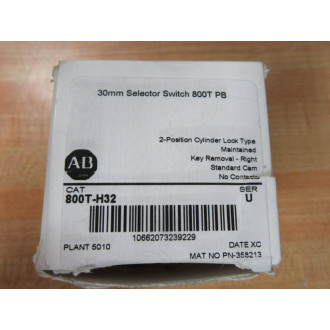 30mm Selector Switch 800T PB
2-Position Cylinder Lock Type
Maintained
Key Removal - Right
Standard Cam
No Contacts
AB
CAT
800T-H32
SER
U
10662073239229
PLANT 5010
DATE XC
MAT NO PN-358213